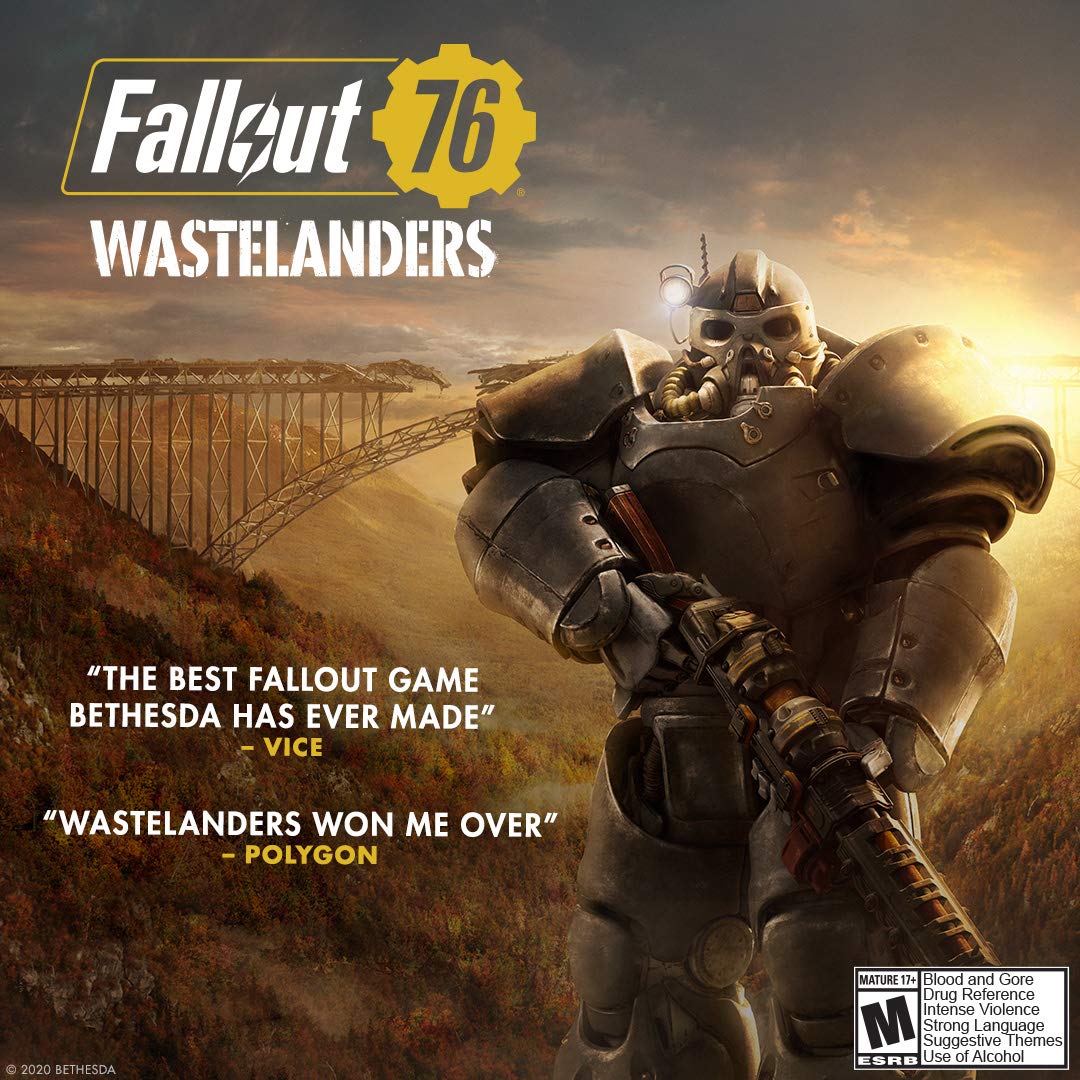 Fallout 76®
WASTELANDERS
“THE BEST FALLOUT GAME
BETHESDA HAS EVER MADE”
– VICE
“WASTELANDERS WON ME OVER”
– POLYGON
MATURE 17+
M
ESRB
Blood and Gore
Drug Reference
Intense Violence
Strong Language
Suggestive Themes
Use of Alcohol
© 2020 BETHESDA